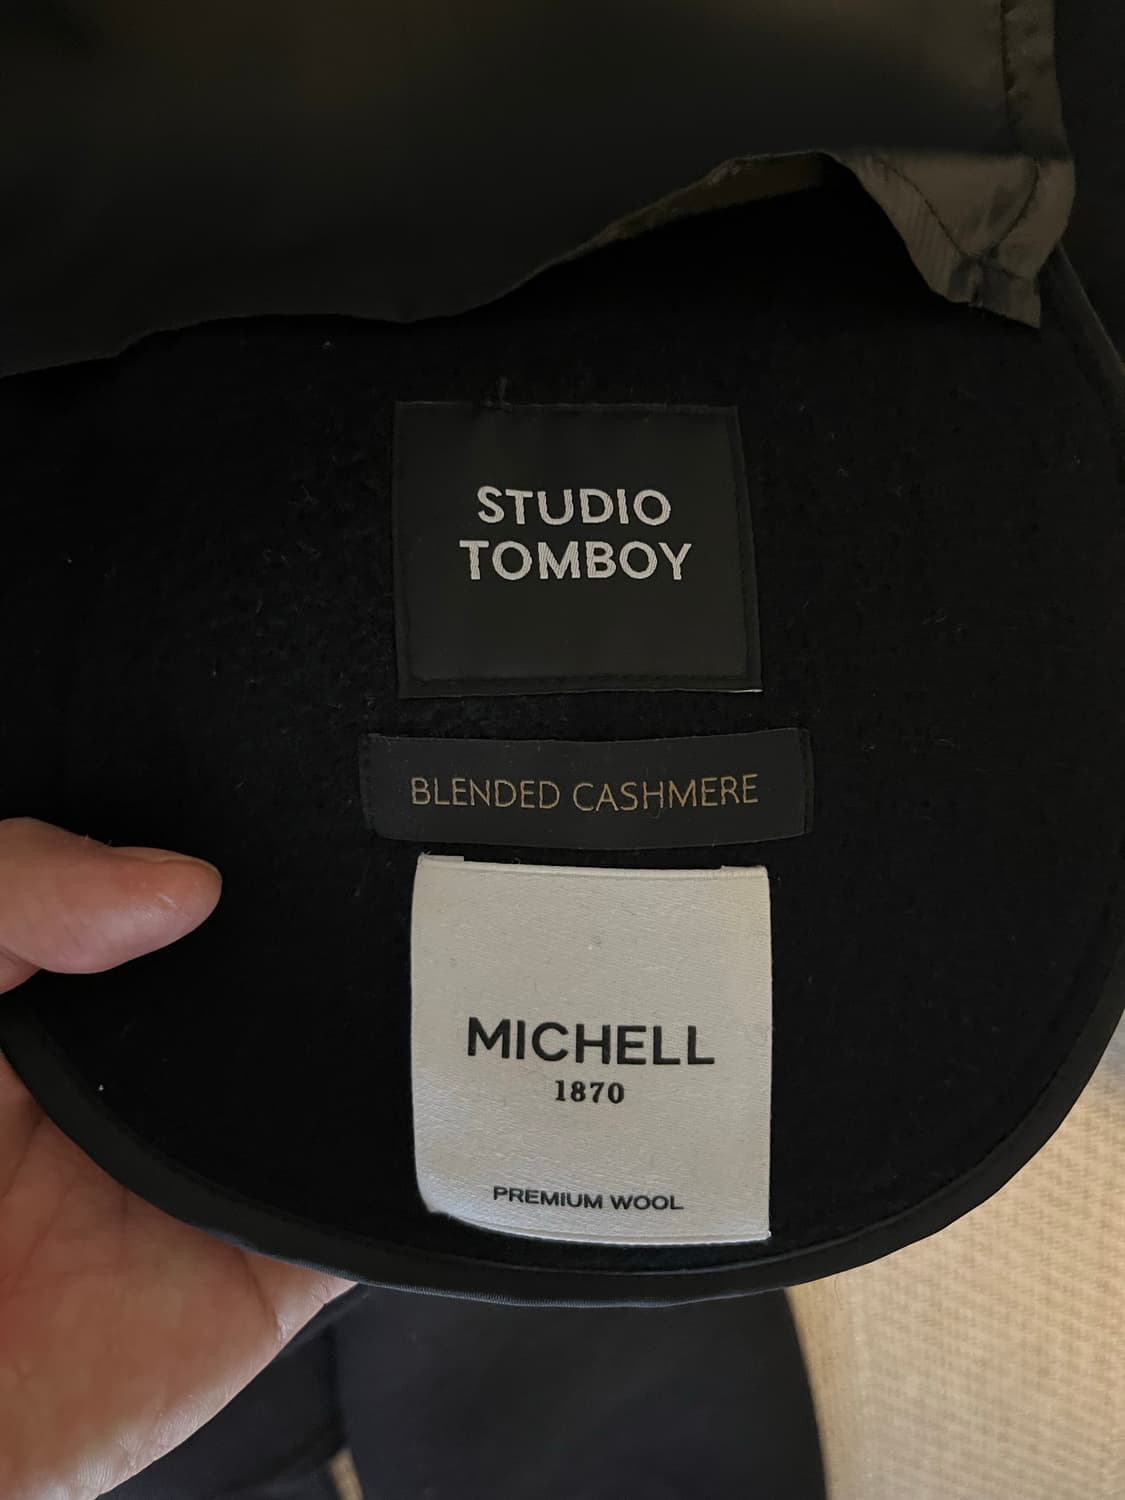 STUDIO
TOMBOY
BLENDED CASHMERE
MICHELL
1870
PREMIUM WOOL